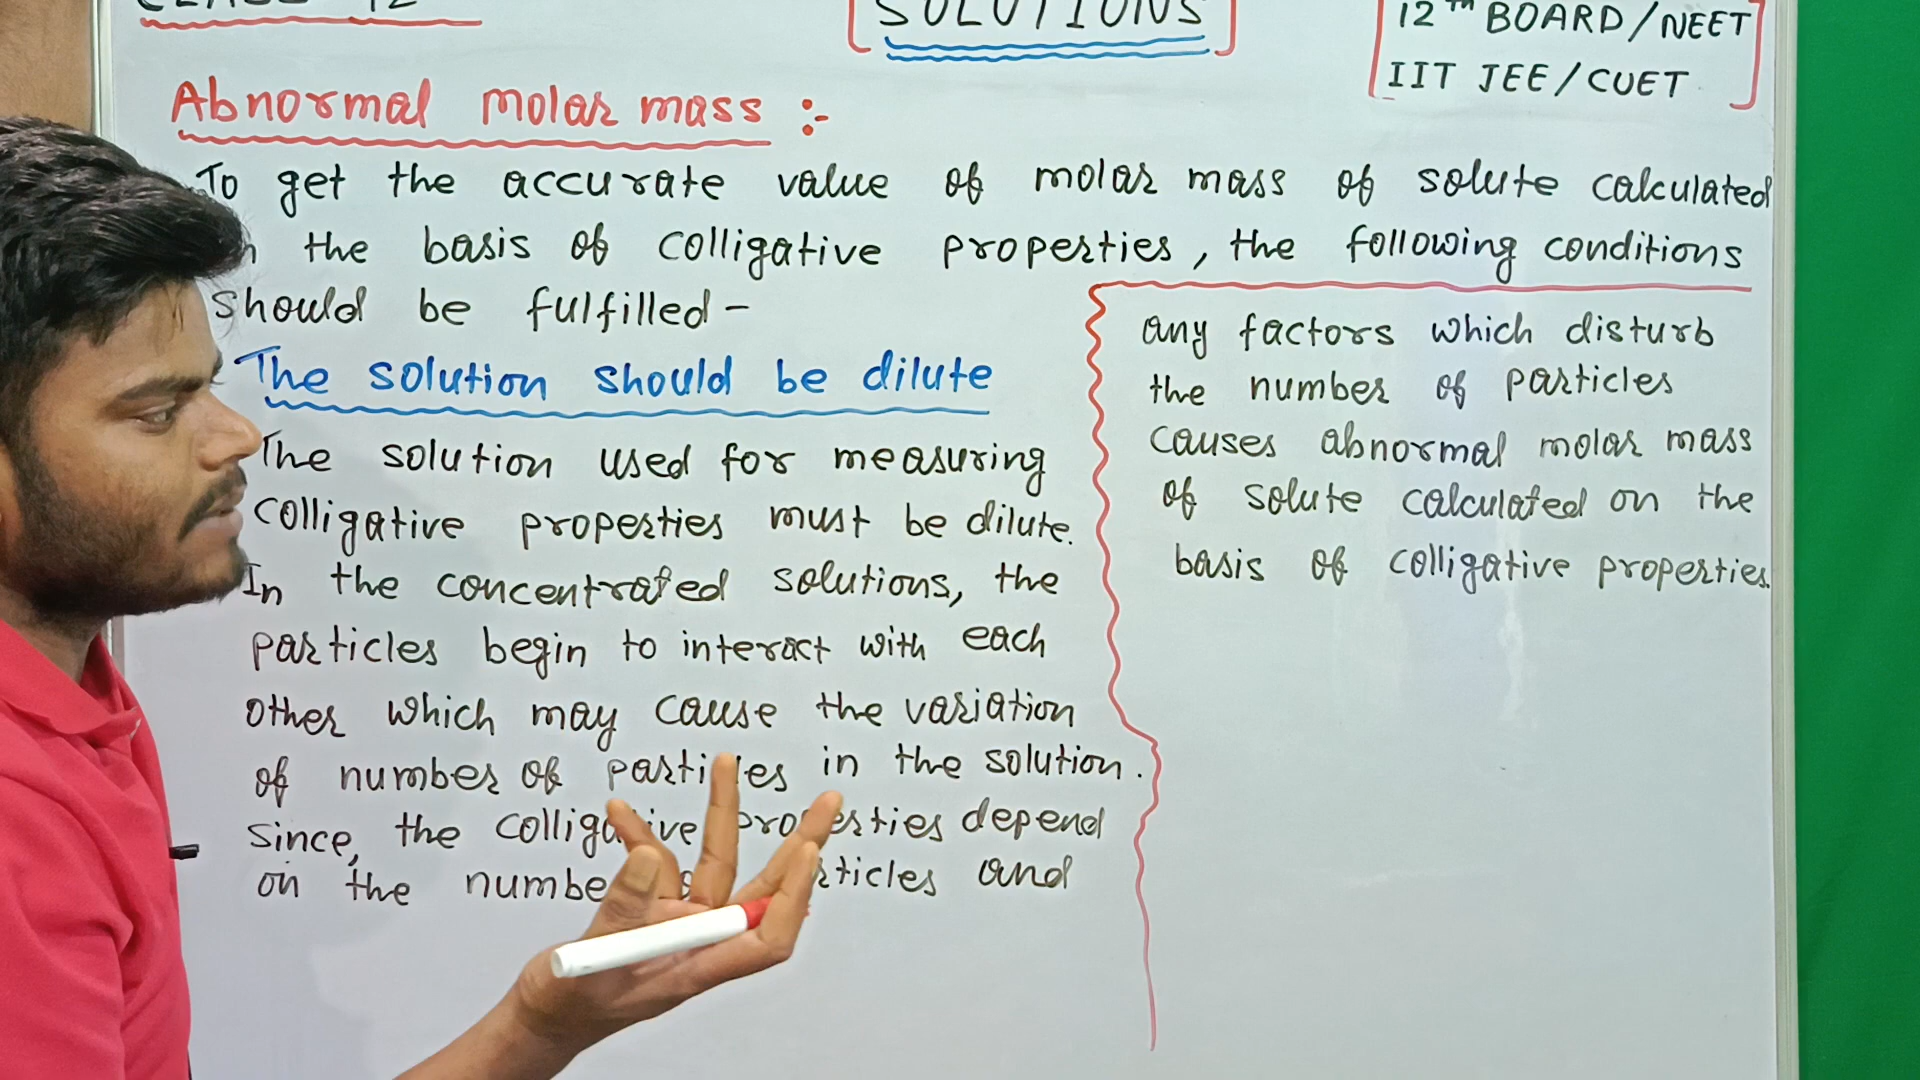 CLASS 12
SOLUTIONS
12th BOARD/NEET
IIT JEE/CUET
Abnormal molar mass :-
To get the accurate value of molar mass of solute calculated
the basis of colligative properties, the following conditions
should be fulfilled -
The solution should be dilute
The solution used for measuring
colligative properties must be dilute.
In the concentrated solutions, the
particles begin to interact with each
other which may cause the variation
of number of particles in the solution.
Since, the colligative properties depend
on the number particles and
any factors which disturb
the number of particles
causes abnormal molar mass
of solute calculated on the
basis of colligative properties.